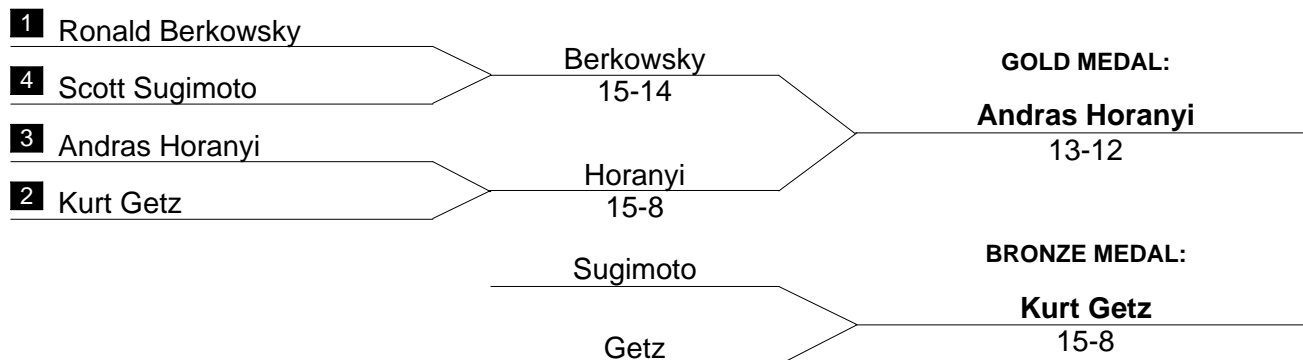 1 Ronald Berkowsky
4 Scott Sugimoto
3 Andras Horanyi
2 Kurt Getz
Berkowsky
15-14
Horanyi
15-8
GOLD MEDAL:
Andras Horanyi
13-12
Sugimoto
Getz
BRONZE MEDAL:
Kurt Getz
15-8